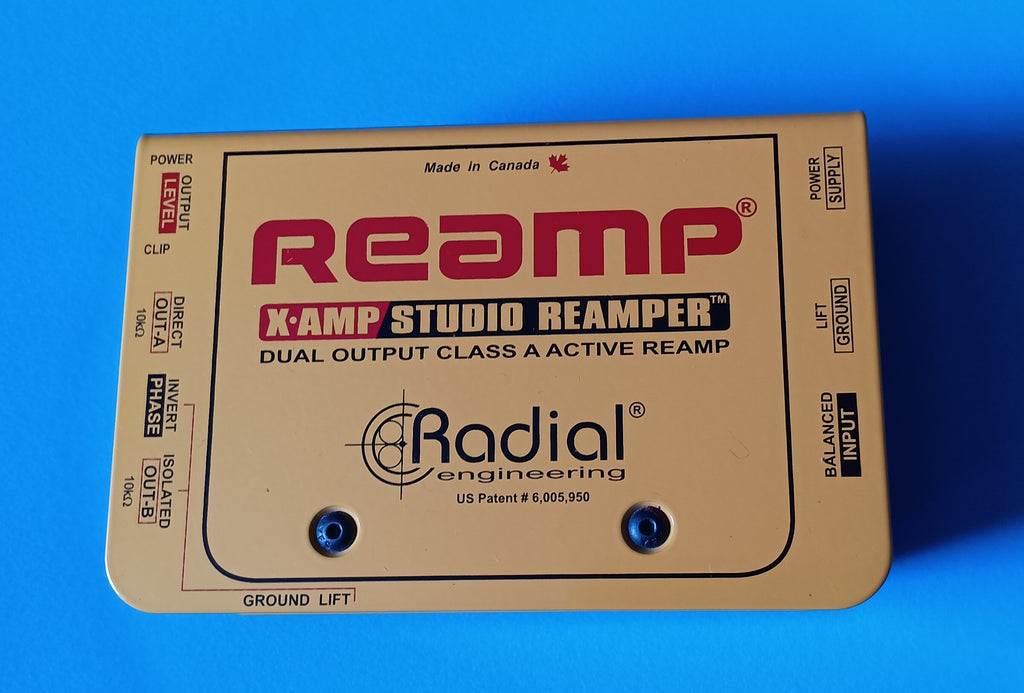 Made in Canada
REAMP®
X·AMP STUDIO REAMPER™
DUAL OUTPUT CLASS A ACTIVE REAMP
Radial®
engineering
US Patent # 6,005,950
POWER
OUTPUT
LEVEL
CLIP
DIRECT
OUT-A
10kΩ
INVERT
PHASE
ISOLATED
OUT-B
10kΩ
GROUND LIFT
POWER
SUPPLY
LIFT
GROUND
BALANCED
INPUT